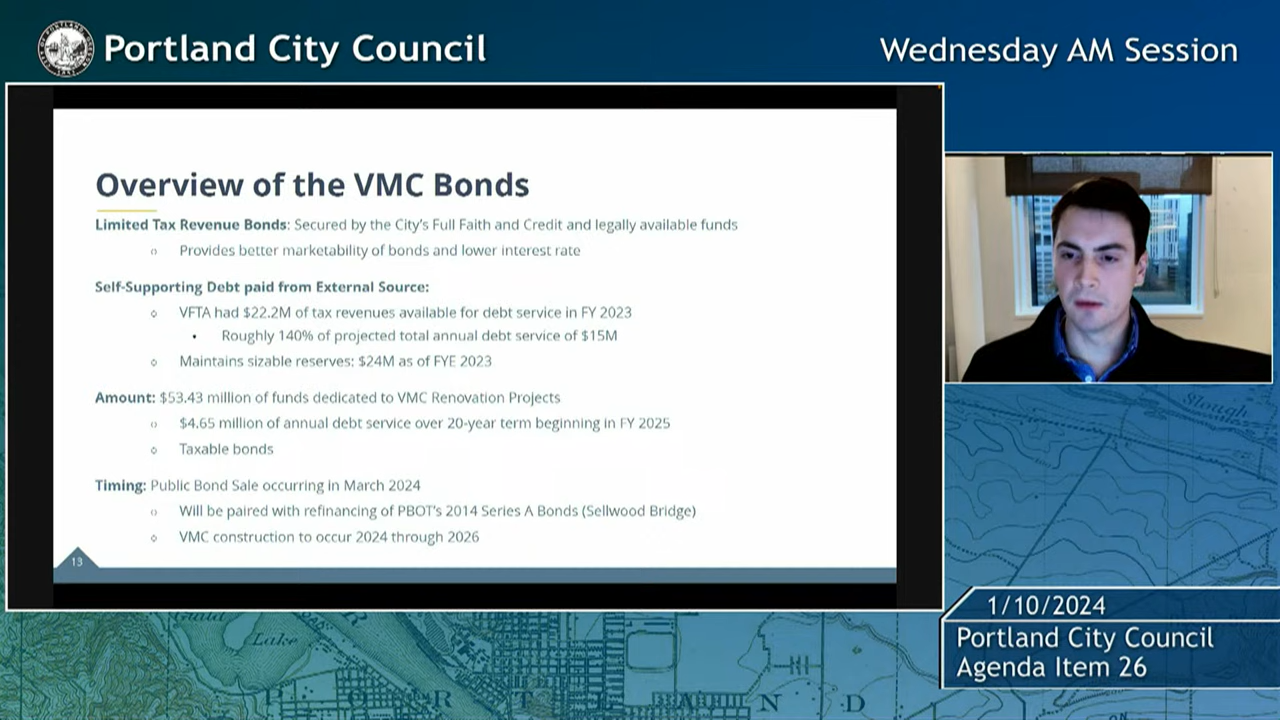 Portland City Council
Wednesday AM Session
Overview of the VMC Bonds
Limited Tax Revenue Bonds: Secured by the City's Full Faith and Credit and legally available funds
Provides better marketability of bonds and lower interest rate
Self-Supporting Debt paid from External Source:
VFTA had $22.2M of tax revenues available for debt service in FY 2023
Roughly 140% of projected total annual debt service of $15M
Maintains sizable reserves: $24M as of FYE 2023
Amount: $53.43 million of funds dedicated to VMC Renovation Projects
$4.65 million of annual debt service over 20-year term beginning in FY 2025
Taxable bonds
Timing: Public Bond Sale occurring in March 2024
Will be paired with refinancing of PBOT's 2014 Series A Bonds (Sellwood Bridge)
VMC construction to occur 2024 through 2026
13
Slough
1/10/2024
Portland City Council
Agenda Item 26
Guild
Lake
R T L A N D